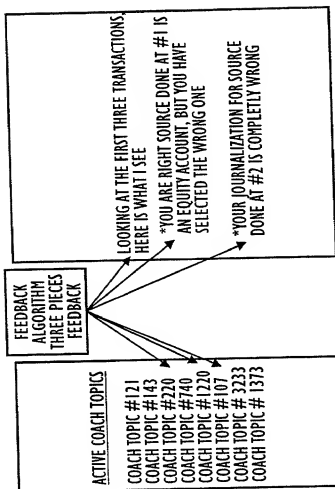 FEEDBACK
ALGORITHM
THREE PIECES
FEEDBACK
ACTIVE COACH TOPICS
COACH TOPIC #121
COACH TOPIC #143
COACH TOPIC #220
COACH TOPIC #740
COACH TOPIC #1220
COACH TOPIC #107
COACH TOPIC # 3233
COACH TOPIC # 1373
LOOKING AT THE FIRST THREE TRANSACTIONS,
HERE IS WHAT I SEE
*YOU ARE RIGHT SOURCE DONE AT #1 IS
AN EQUITY ACCOUNT, BUT YOU HAVE
SELECTED THE WRONG ONE
*YOUR JOURNALIZATION FOR SOURCE
DONE AT #2 IS COMPLETLY WRONG